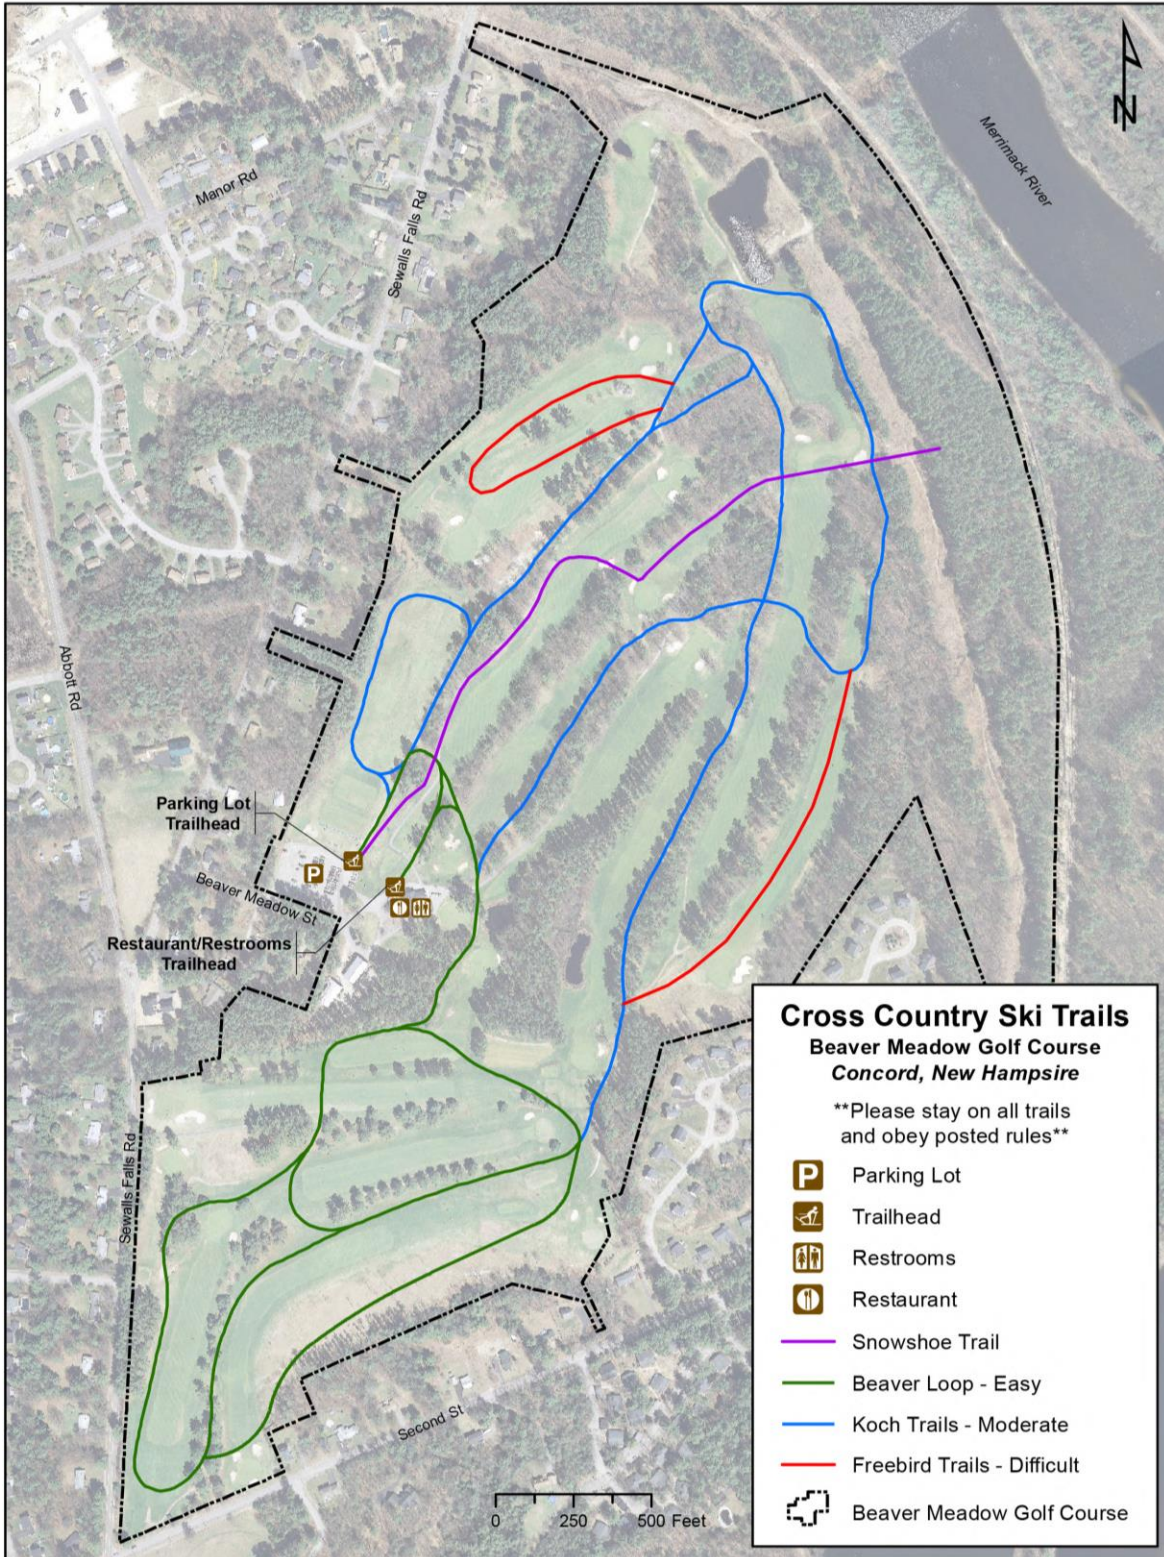 N
Merrimack River
Manor Rd
Sewalls Falls Rd
Abbott Rd
Parking Lot
Trailhead
P
Beaver Meadow St
Restaurant/Restrooms
Trailhead
Sewalls Falls Rd
Second St
0 250 500 Feet
Cross Country Ski Trails
Beaver Meadow Golf Course
Concord, New Hampsire
**Please stay on all trails
and obey posted rules**
P Parking Lot
Trailhead
Restrooms
Restaurant
Snowshoe Trail
Beaver Loop - Easy
Koch Trails - Moderate
Freebird Trails - Difficult
Beaver Meadow Golf Course